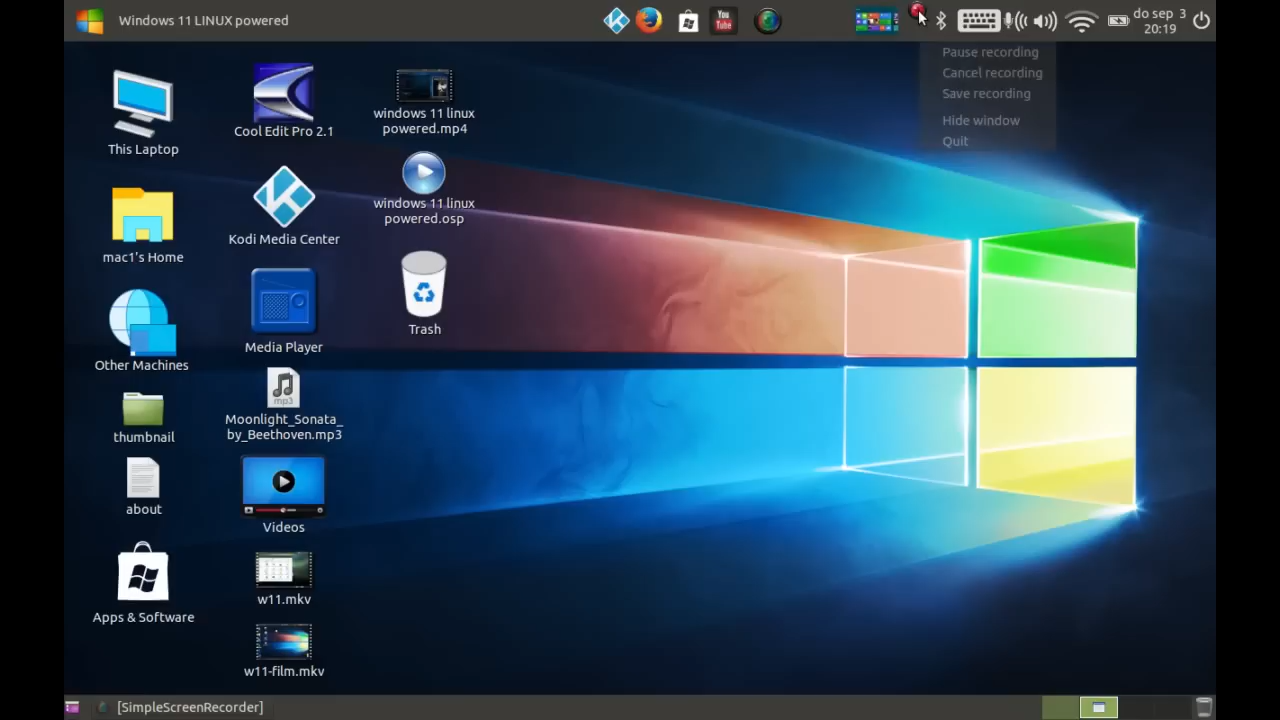 Windows 11 LINUX powered
You
Tube
do sep 3
20:19
Pause recording
Cancel recording
Save recording
Hide window
Quit
This Laptop
mac1's Home
Other Machines
thumbnail
about
Apps & Software
Cool Edit Pro 2.1
Kodi Media Center
Media Player
mp3
Moonlight_Sonata_
by_Beethoven.mp3
Videos
w11.mkv
w11-film.mkv
windows 11 linux
powered.mp4
windows 11 linux
powered.osp
Trash
[SimpleScreenRecorder]